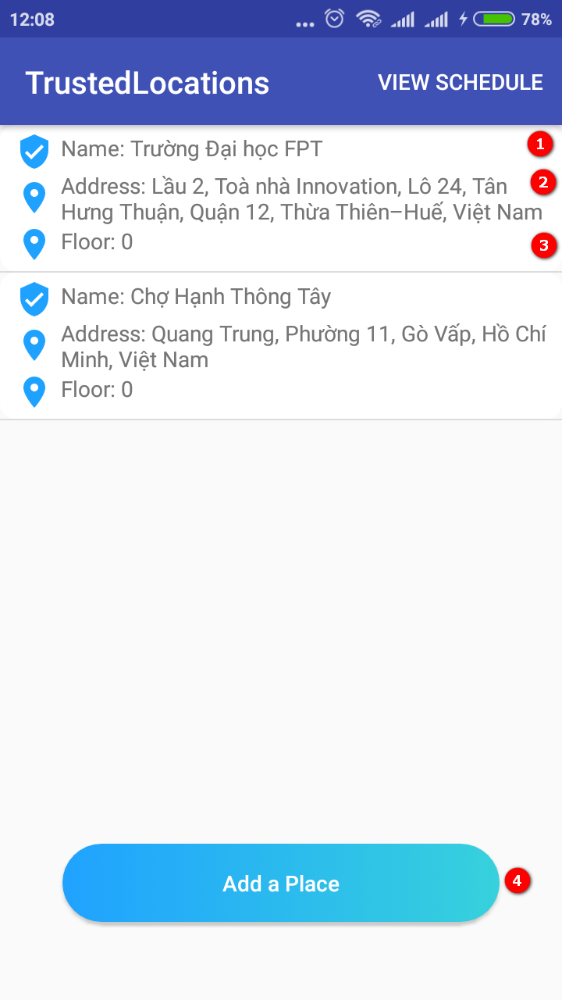 12:08
78%
TrustedLocations
VIEW SCHEDULE
Name: Trường Đại học FPT
1
Address: Lầu 2, Toà nhà Innovation, Lô 24, Tân
2
Hưng Thuận, Quận 12, Thừa Thiên–Huế, Việt Nam
Floor: 0
3
Name: Chợ Hạnh Thông Tây
Address: Quang Trung, Phường 11, Gò Vấp, Hồ Chí
Minh, Việt Nam
Floor: 0
Add a Place
4